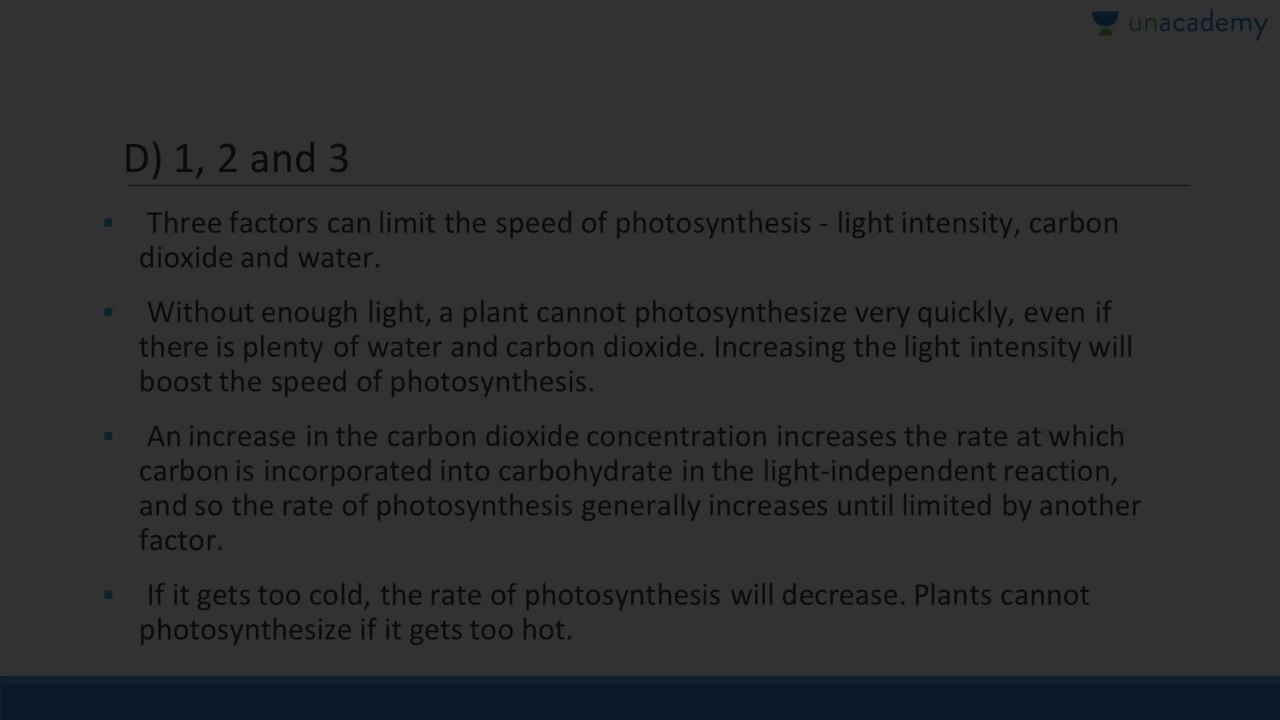 unacademy
D) 1, 2 and 3
▪ Three factors can limit the speed of photosynthesis - light intensity, carbon
dioxide and water.
▪ Without enough light, a plant cannot photosynthesize very quickly, even if
there is plenty of water and carbon dioxide. Increasing the light intensity will
boost the speed of photosynthesis.
▪ An increase in the carbon dioxide concentration increases the rate at which
carbon is incorporated into carbohydrate in the light-independent reaction,
and so the rate of photosynthesis generally increases until limited by another
factor.
▪ If it gets too cold, the rate of photosynthesis will decrease. Plants cannot
photosynthesize if it gets too hot.